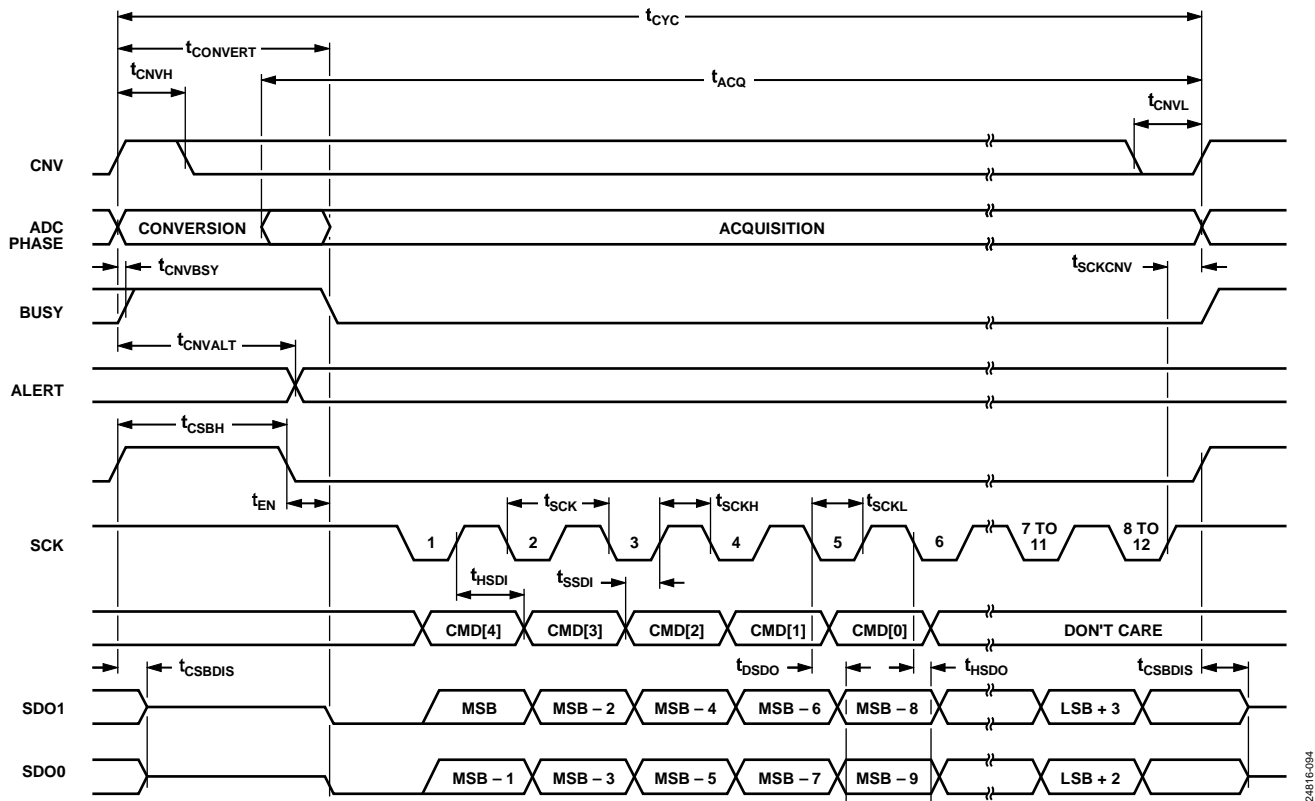 tCYC
tCONVERT
tCNVH
tACQ
tCNVL
CNV
ADC
PHASE
CONVERSION
ACQUISITION
tCNVBSY
tSCKCNV
BUSY
tCNVALT
ALERT
tCSBH
tEN
tSCK
tSCKH
tSCKL
SCK
1
2
3
4
5
6
7 TO
11
8 TO
12
tHSDI
tSSDI
CMD[4]
CMD[3]
CMD[2]
CMD[1]
CMD[0]
DON'T CARE
tCSBDIS
tDSDO
tHSDO
tCSBDIS
SDO1
MSB
MSB – 2
MSB – 4
MSB – 6
MSB – 8
LSB + 3
SDO0
MSB – 1
MSB – 3
MSB – 5
MSB – 7
MSB – 9
LSB + 2
24616-094